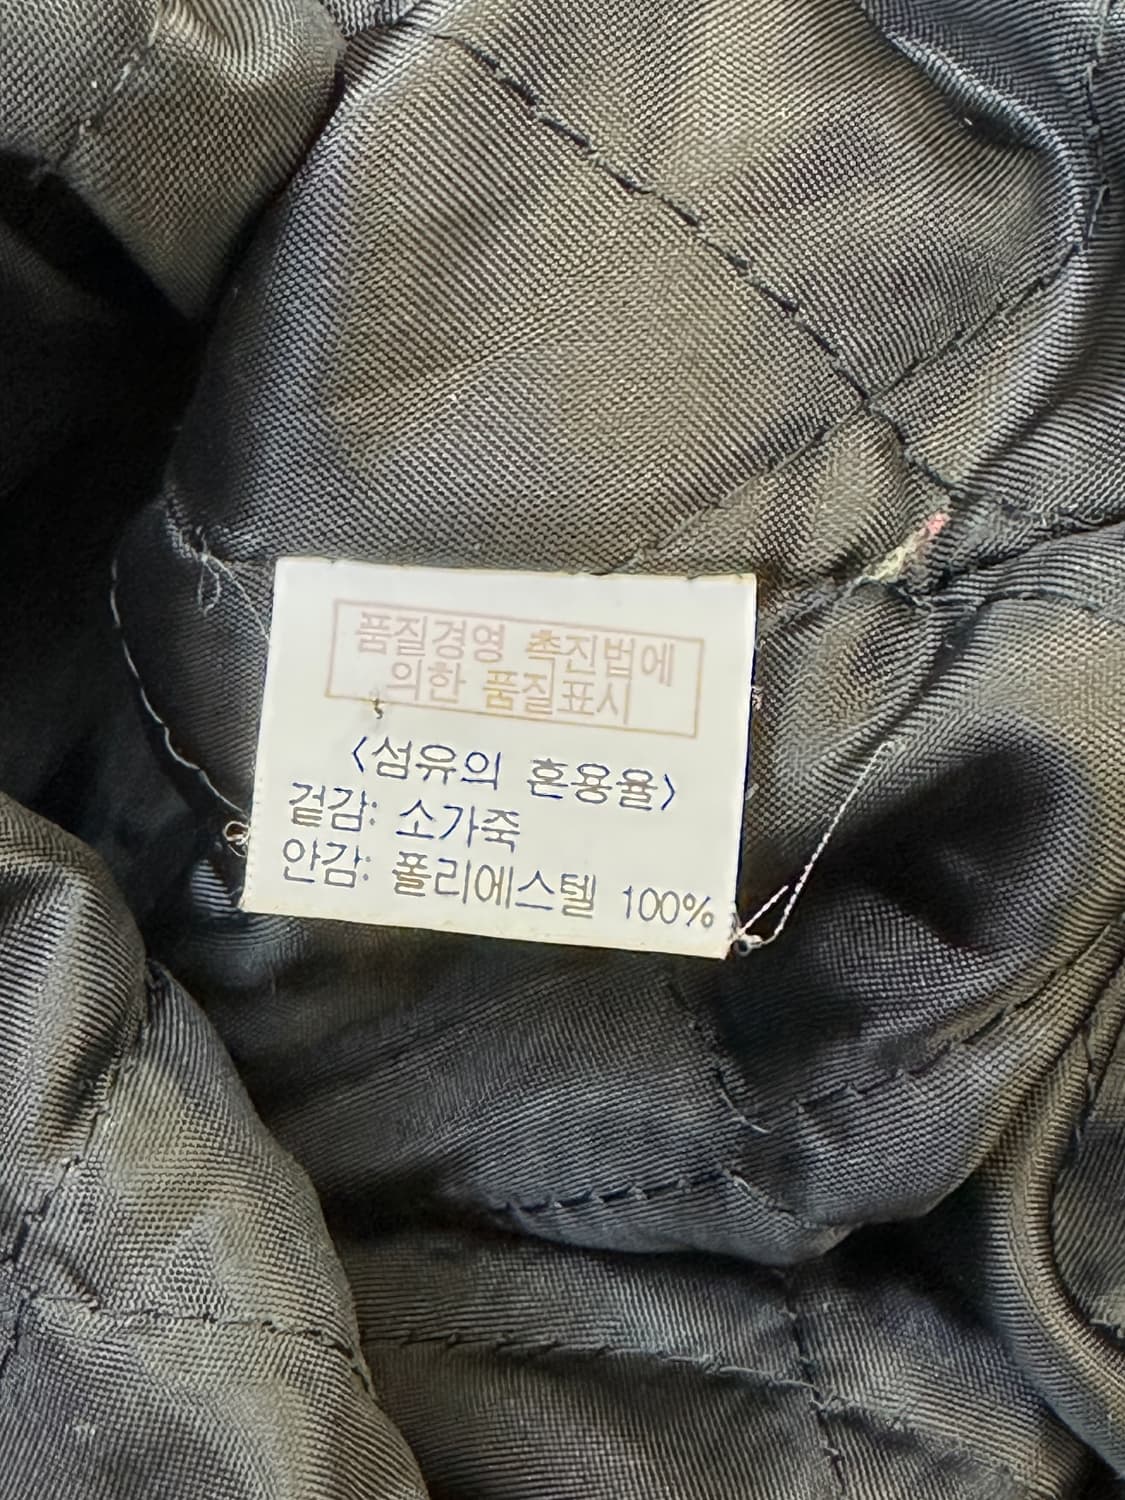 품질경영 촉진법에
의한 품질표시
<섬유의 혼용율>
겉감: 소가죽
안감: 폴리에스텔 100%